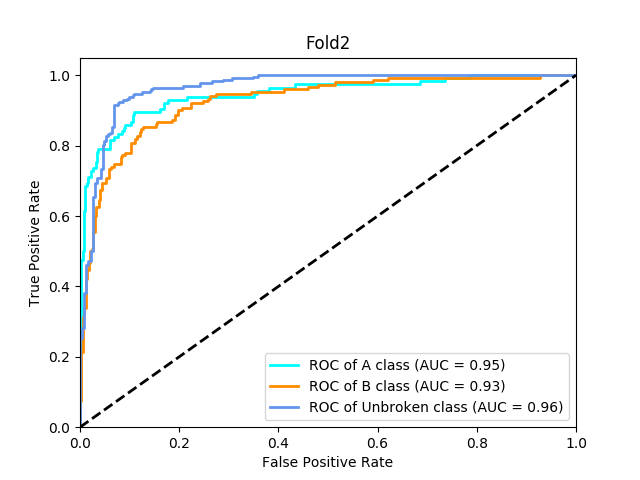 Fold2
1.0
0.8
0.6
0.4
0.2
0.0
True Positive Rate
ROC of A class (AUC = 0.95)
ROC of B class (AUC = 0.93)
ROC of Unbroken class (AUC = 0.96)
0.0 0.2 0.4 0.6 0.8 1.0
False Positive Rate